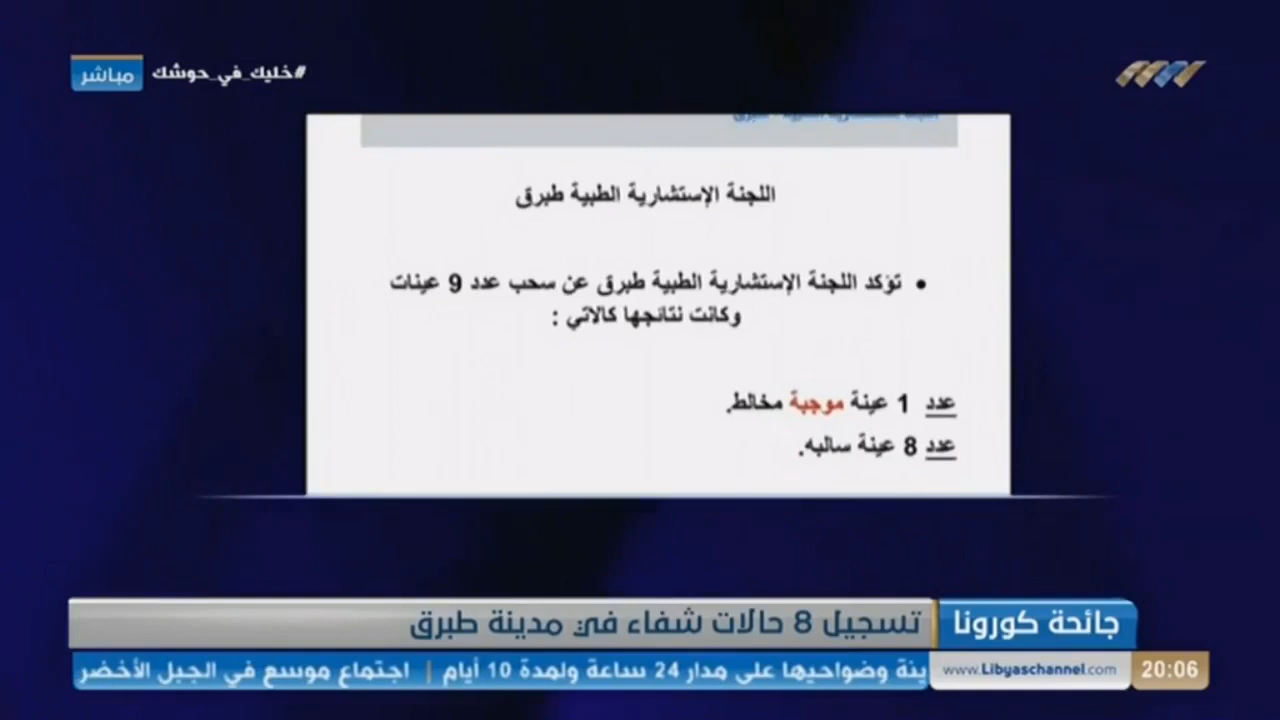 #خليك_في_حوشك
مباشر
اللجنة الإستشارية الطبية طبرق
• تؤكد اللجنة الإستشارية الطبية طبرق عن سحب عدد 9 عينات
وكانت نتائجها كالاتي :
عدد 1 عينة موجبة مخالط.
عدد 8 عينة سالبه.
جائحة كورونا
تسجيل 8 حالات شفاء في مدينة طبرق
20:06
www.Libyaschannel.com
ينة وضواحيها على مدار 24 ساعة ولمدة 10 أيام | اجتماع موسع في الجبل الأخضر